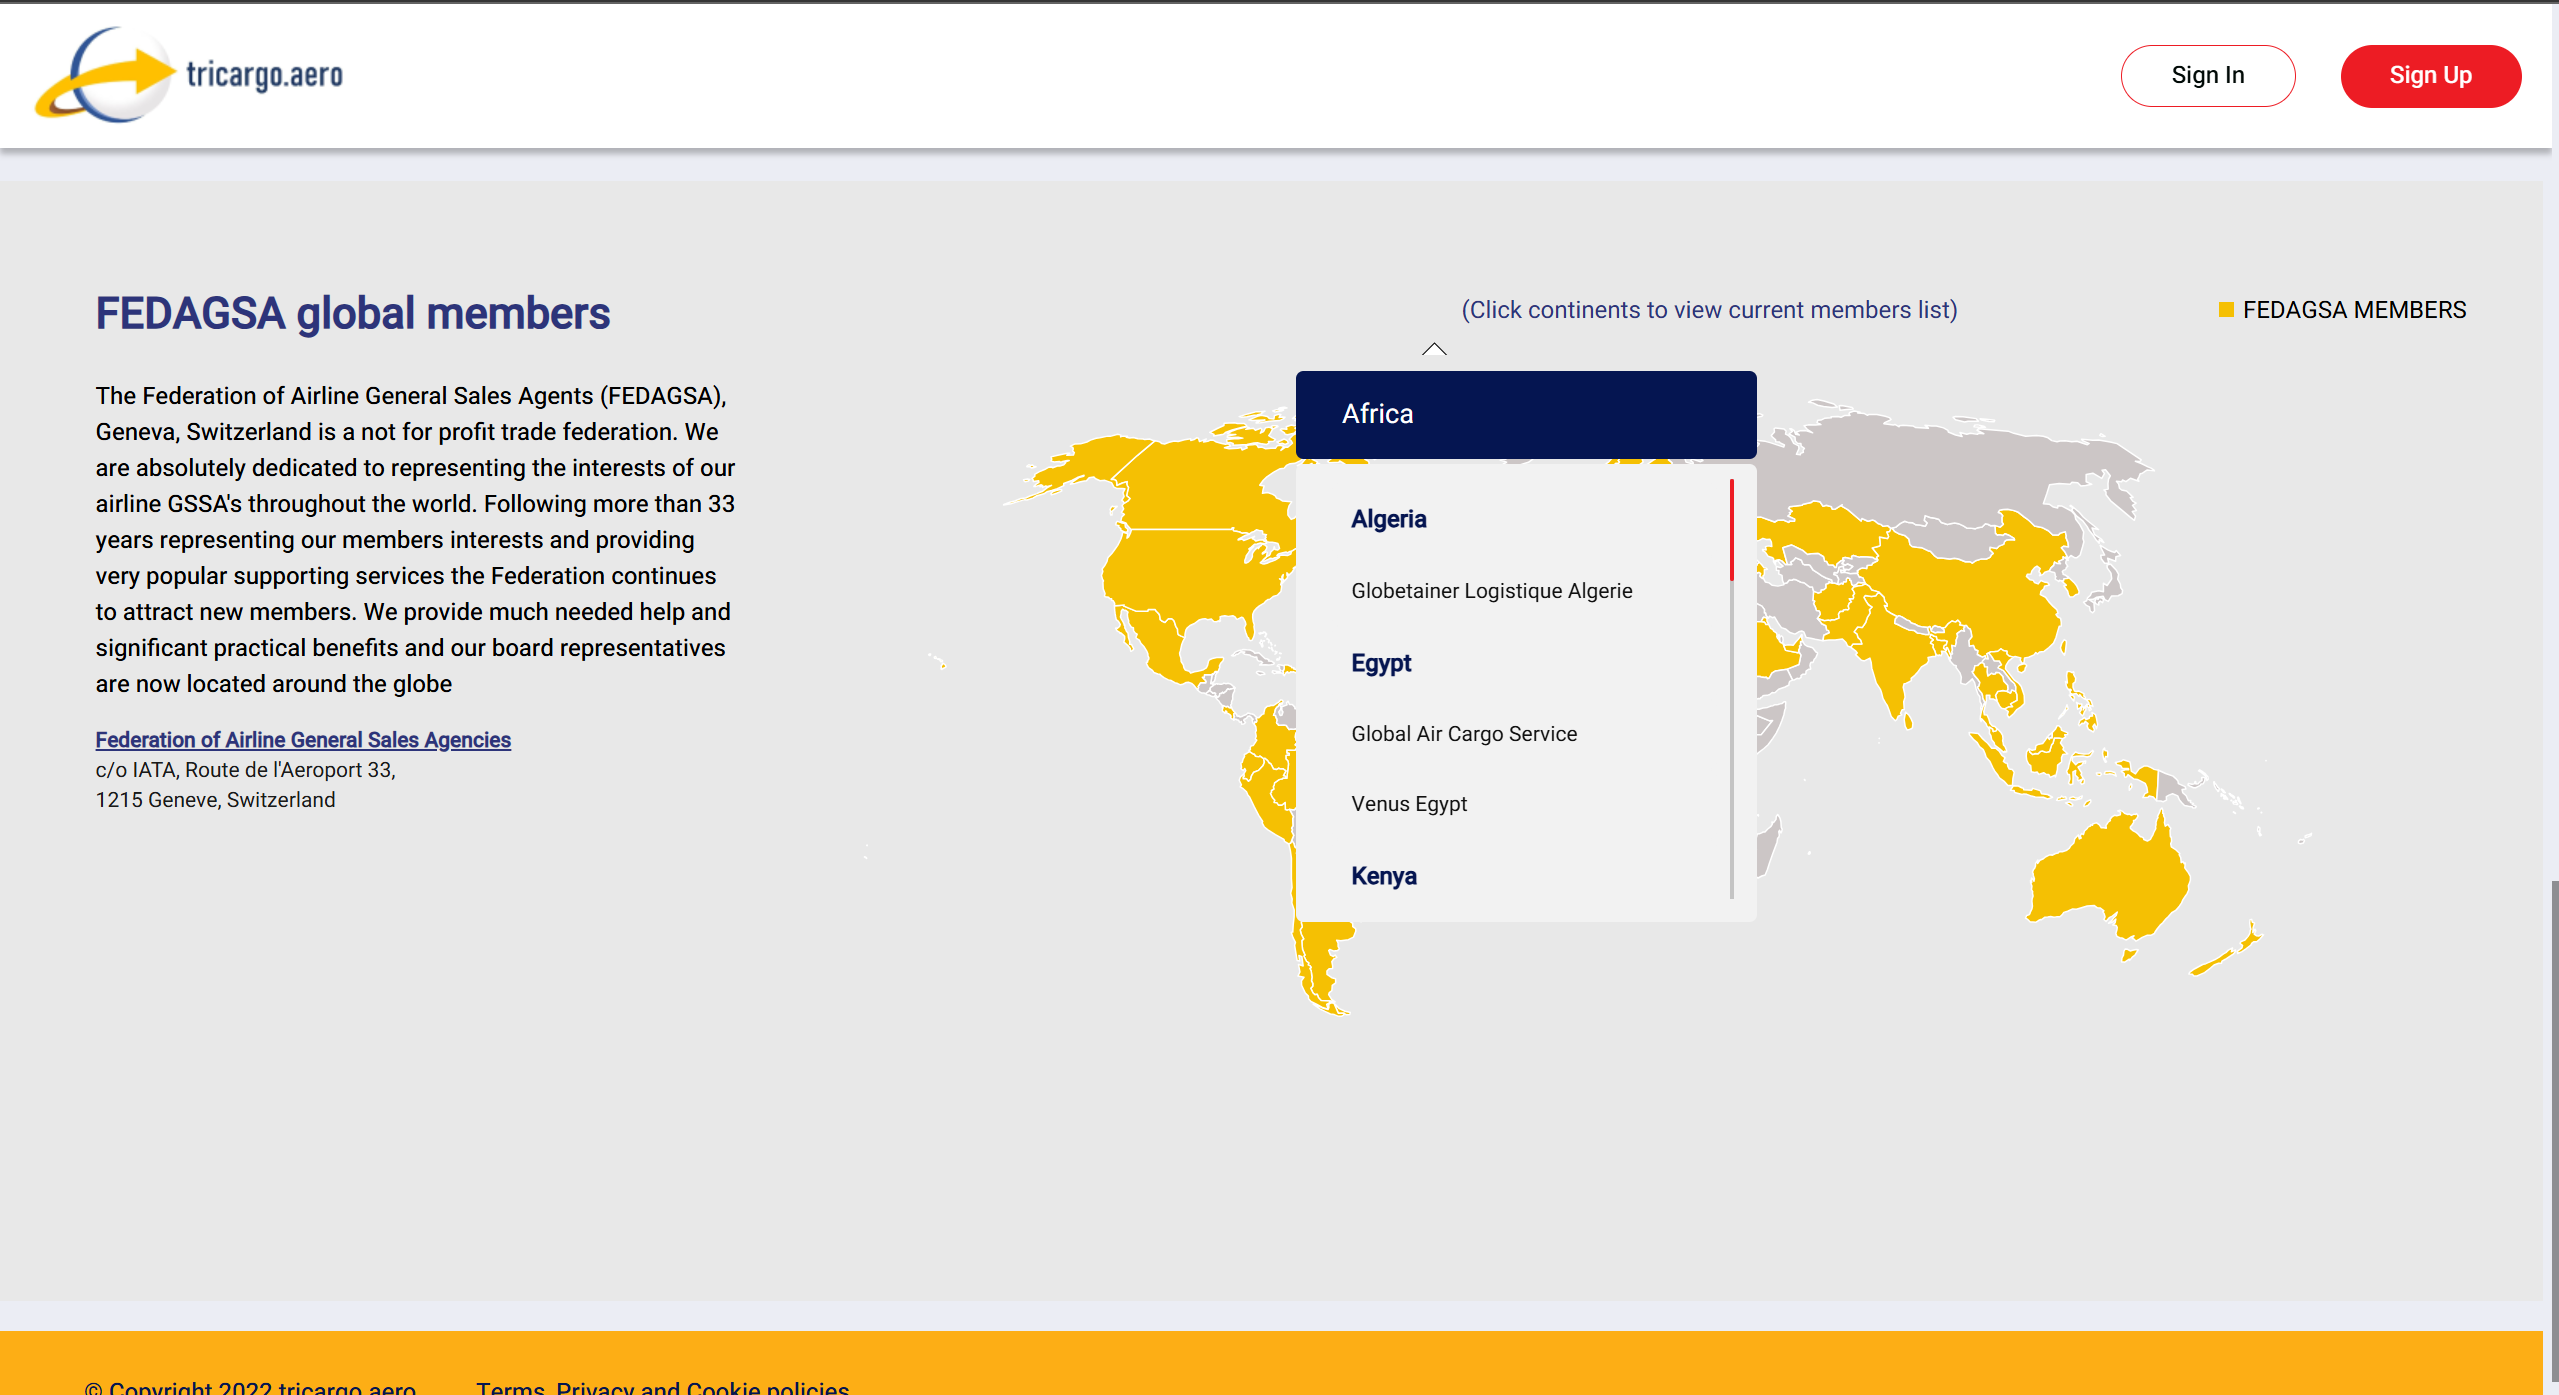 tricargo.aero
Sign In
Sign Up
FEDAGSA global members
The Federation of Airline General Sales Agents (FEDAGSA),
Geneva, Switzerland is a not for profit trade federation. We
are absolutely dedicated to representing the interests of our
airline GSSA's throughout the world. Following more than 33
years representing our members interests and providing
very popular supporting services the Federation continues
to attract new members. We provide much needed help and
significant practical benefits and our board representatives
are now located around the globe
Federation of Airline General Sales Agencies
c/o IATA, Route de l'Aeroport 33,
1215 Geneve, Switzerland
(Click continents to view current members list)
FEDAGSA MEMBERS
Africa
Algeria
Globetainer Logistique Algerie
Egypt
Global Air Cargo Service
Venus Egypt
Kenya
© Copyright 2022 tricargo.aero
Terms, Privacy and Cookie policies